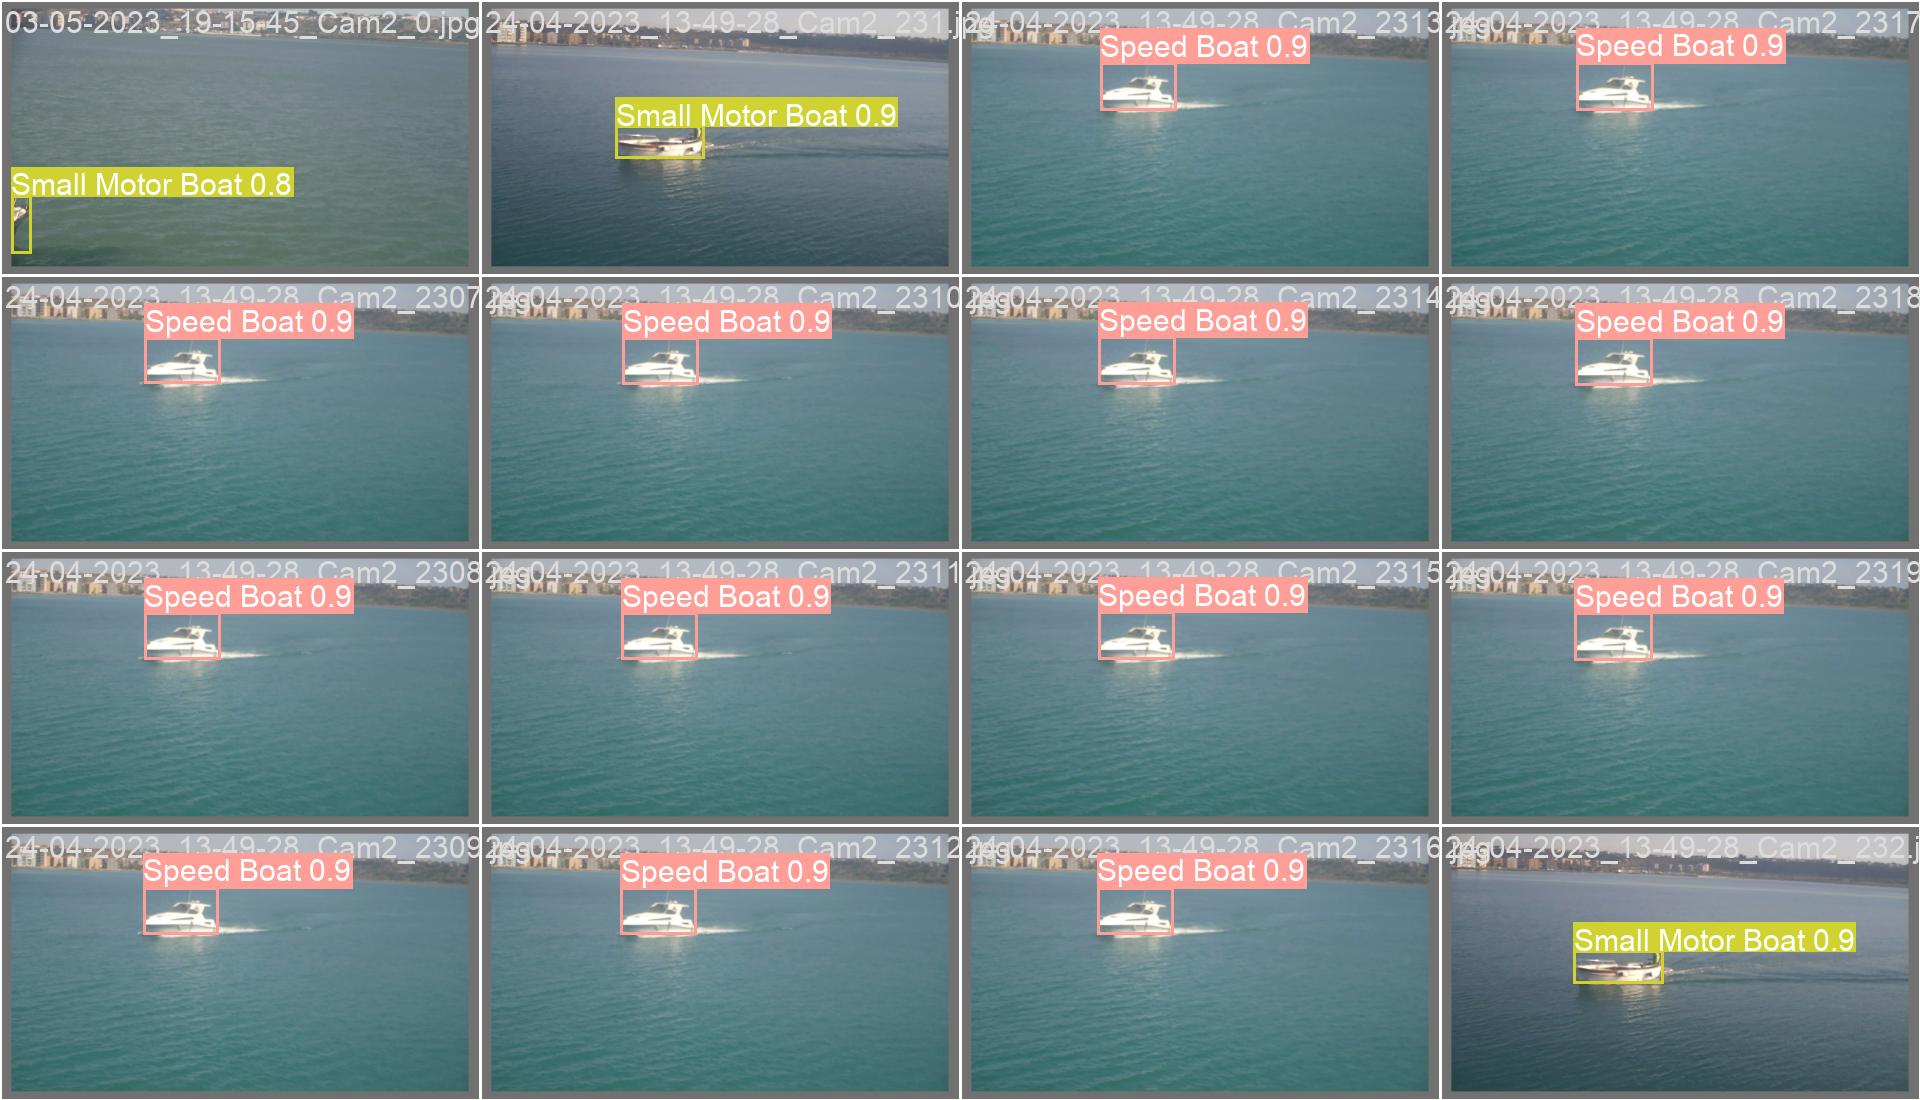 03-05-2023_19-15-45_Cam2_0.jpg
Small Motor Boat 0.8
24-04-2023_13-49-28_Cam2_231.jpg
Small Motor Boat 0.9
24-04-2023_13-49-28_Cam2_2313.jpg
Speed Boat 0.9
24-04-2023_13-49-28_Cam2_2317
Speed Boat 0.9
24-04-2023_13-49-28_Cam2_2307.jpg
Speed Boat 0.9
24-04-2023_13-49-28_Cam2_2310.jpg
Speed Boat 0.9
24-04-2023_13-49-28_Cam2_2314.jpg
Speed Boat 0.9
24-04-2023_13-49-28_Cam2_2318
Speed Boat 0.9
24-04-2023_13-49-28_Cam2_2308.jpg
Speed Boat 0.9
24-04-2023_13-49-28_Cam2_2311.jpg
Speed Boat 0.9
24-04-2023_13-49-28_Cam2_2315.jpg
Speed Boat 0.9
24-04-2023_13-49-28_Cam2_2319
Speed Boat 0.9
24-04-2023_13-49-28_Cam2_2309.jpg
Speed Boat 0.9
24-04-2023_13-49-28_Cam2_2312.jpg
Speed Boat 0.9
24-04-2023_13-49-28_Cam2_2316.jpg
Speed Boat 0.9
24-04-2023_13-49-28_Cam2_232.j
Small Motor Boat 0.9